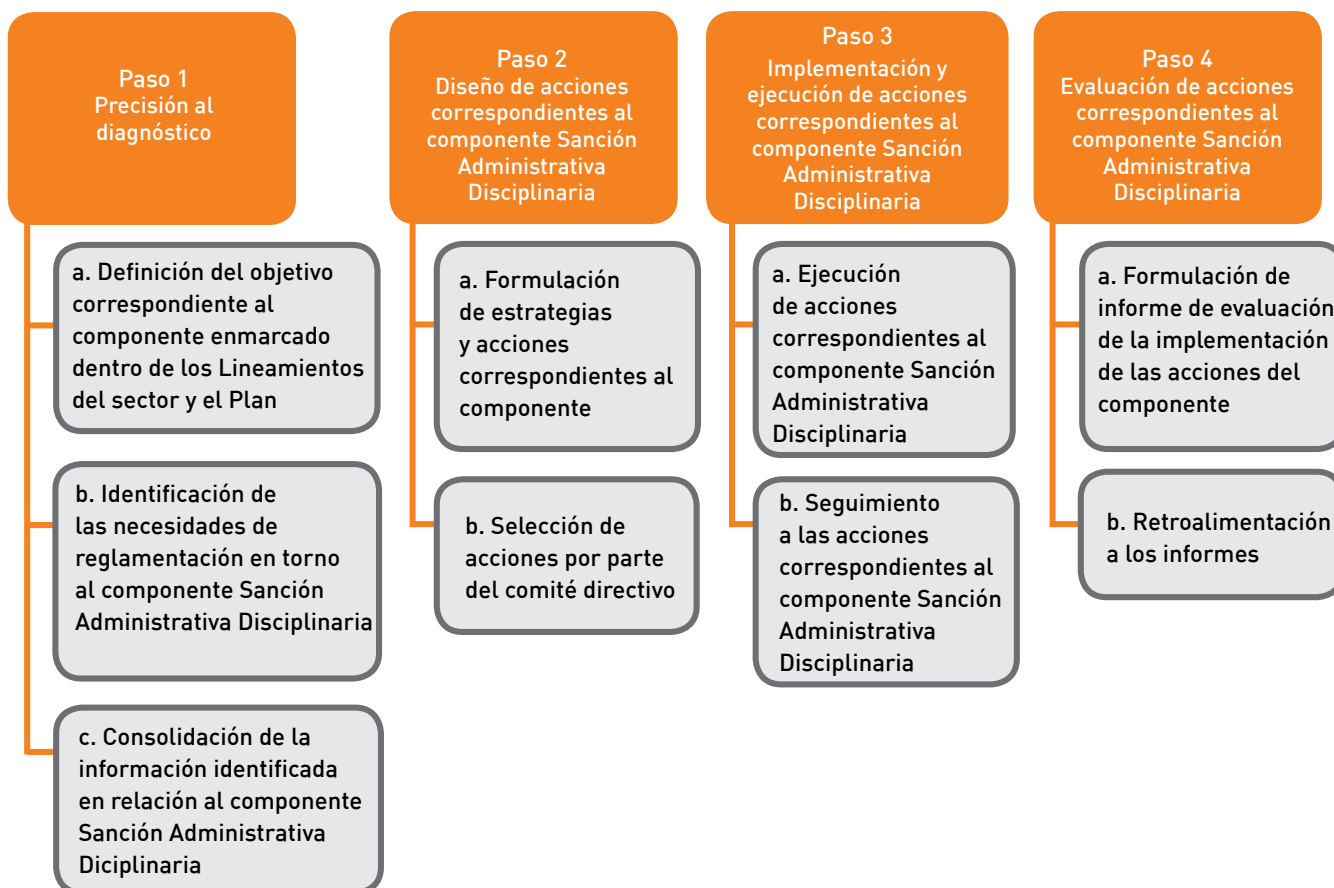 Paso 1
Precisión al
diagnóstico
a. Definición del objetivo
correspondiente al
componente enmarcado
dentro de los Lineamientos
del sector y el Plan
b. Identificación de
las necesidades de
reglamentación en torno
al componente Sanción
Administrativa Disciplinaria
c. Consolidación de la
información identificada
en relación al componente
Sanción Administrativa
Diciplinaria
Paso 2
Diseño de acciones
correspondientes al
componente Sanción
Administrativa
Disciplinaria
a. Formulación
de estrategias
y acciones
correspondientes al
componente
b. Selección de
acciones por parte
del comité directivo
Paso 3
Implementación y
ejecución de acciones
correspondientes al
componente Sanción
Administrativa
Disciplinaria
a. Ejecución
de acciones
correspondientes al
componente Sanción
Administrativa
Disciplinaria
b. Seguimiento
a las acciones
correspondientes al
componente Sanción
Administrativa
Disciplinaria
Paso 4
Evaluación de acciones
correspondientes al
componente Sanción
Administrativa
Disciplinaria
a. Formulación de
informe de evaluación
de la implementación
de las acciones del
componente
b. Retroalimentación
a los informes